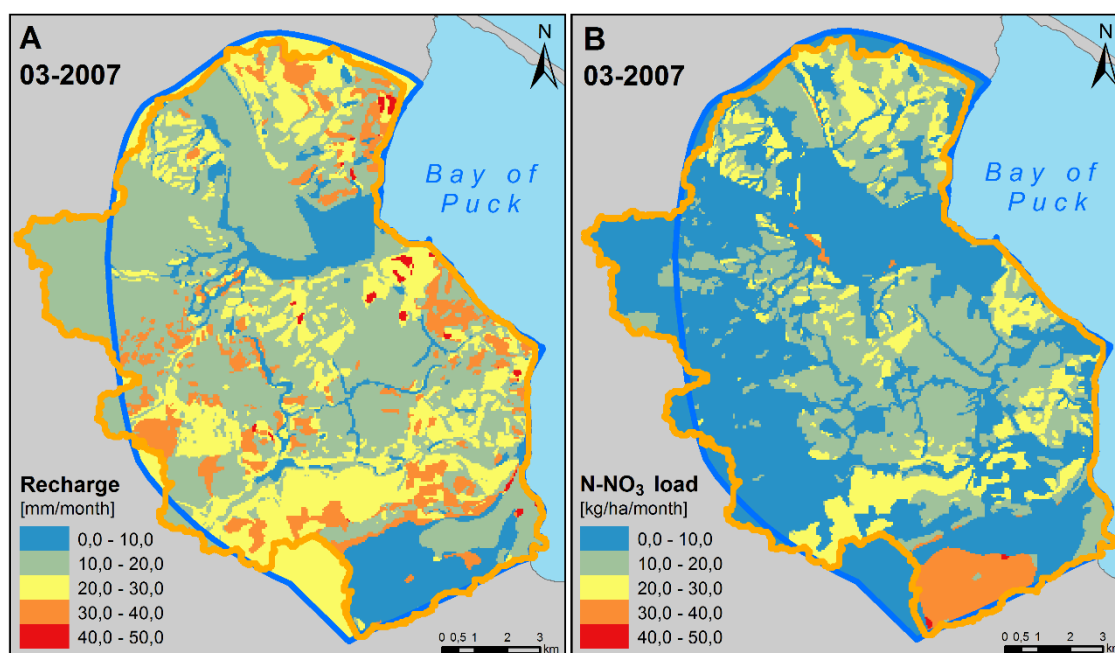 A
03-2007
N
Bay of
Puck
Recharge
[mm/month]
0,0 - 10,0
10,0 - 20,0
20,0 - 30,0
30,0 - 40,0
40,0 - 50,0
0 0,5 1 2 3
km
B
03-2007
N
Bay of
Puck
N-NO₃ load
[kg/ha/month]
0,0 - 10,0
10,0 - 20,0
20,0 - 30,0
30,0 - 40,0
40,0 - 50,0
0 0,5 1 2 3
km